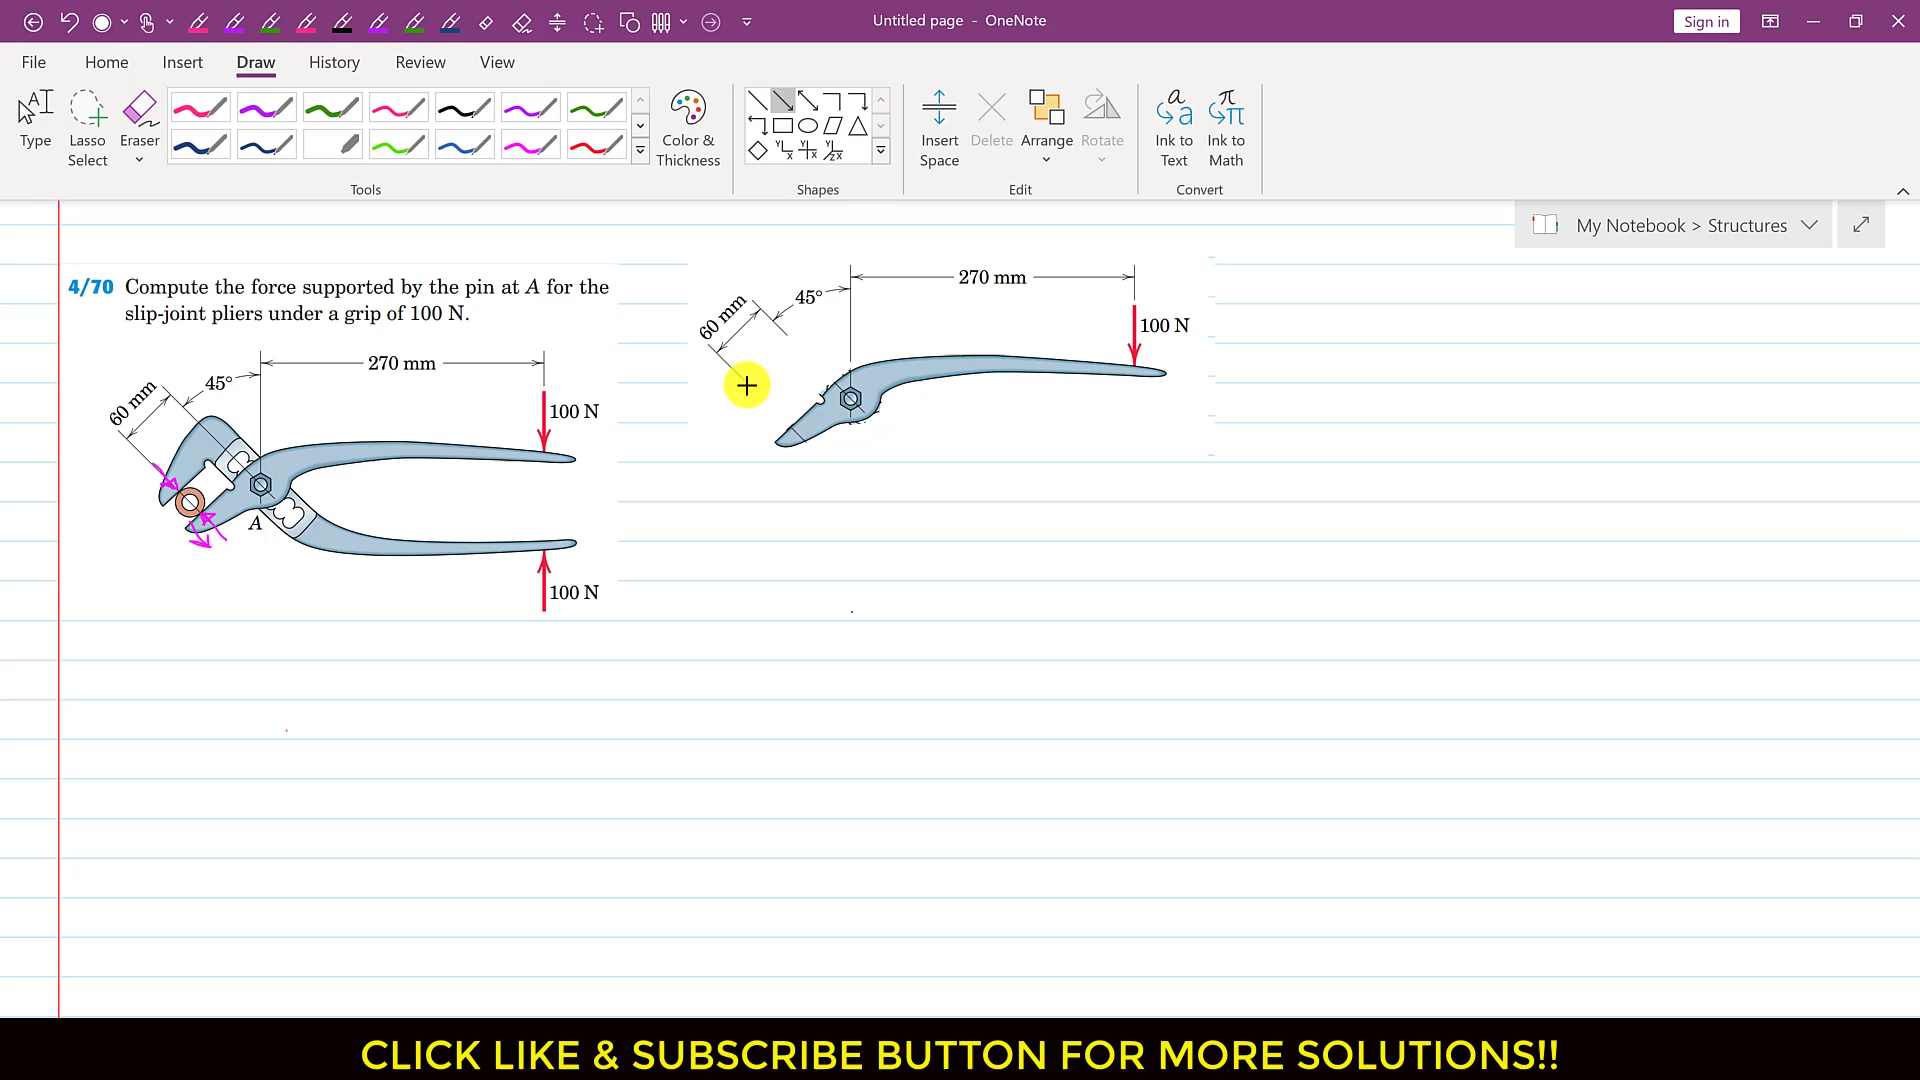 Untitled page - OneNote
Sign in
File Home Insert Draw History Review View
Type
Lasso Select
Eraser
Color & Thickness
Insert Space
Delete
Arrange
Rotate
Ink to Text
Ink to Math
Tools
Shapes
Edit
Convert
My Notebook > Structures
4/70 Compute the force supported by the pin at A for the
slip-joint pliers under a grip of 100 N.
270 mm
45°
60 mm
100 N
A
100 N
270 mm
45°
60 mm
100 N
CLICK LIKE & SUBSCRIBE BUTTON FOR MORE SOLUTIONS!!